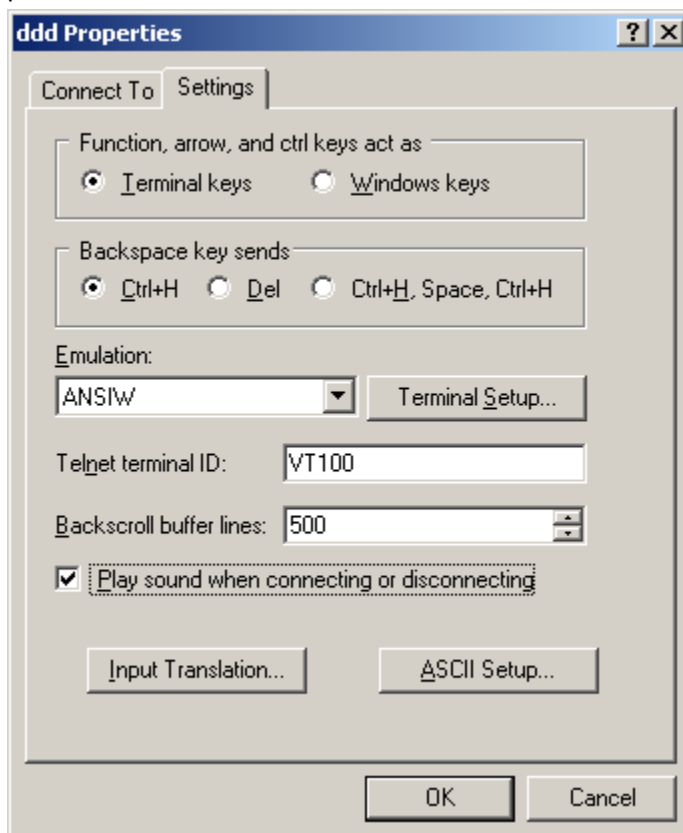 ddd Properties
Connect To Settings
Function, arrow, and ctrl keys act as
Terminal keys Windows keys
Backspace key sends
Ctrl+H Del Ctrl+H, Space, Ctrl+H
Emulation:
ANSIW Terminal Setup...
Telnet terminal ID: VT100
Backscroll buffer lines: 500
Play sound when connecting or disconnecting
Input Translation... ASCII Setup...
OK Cancel